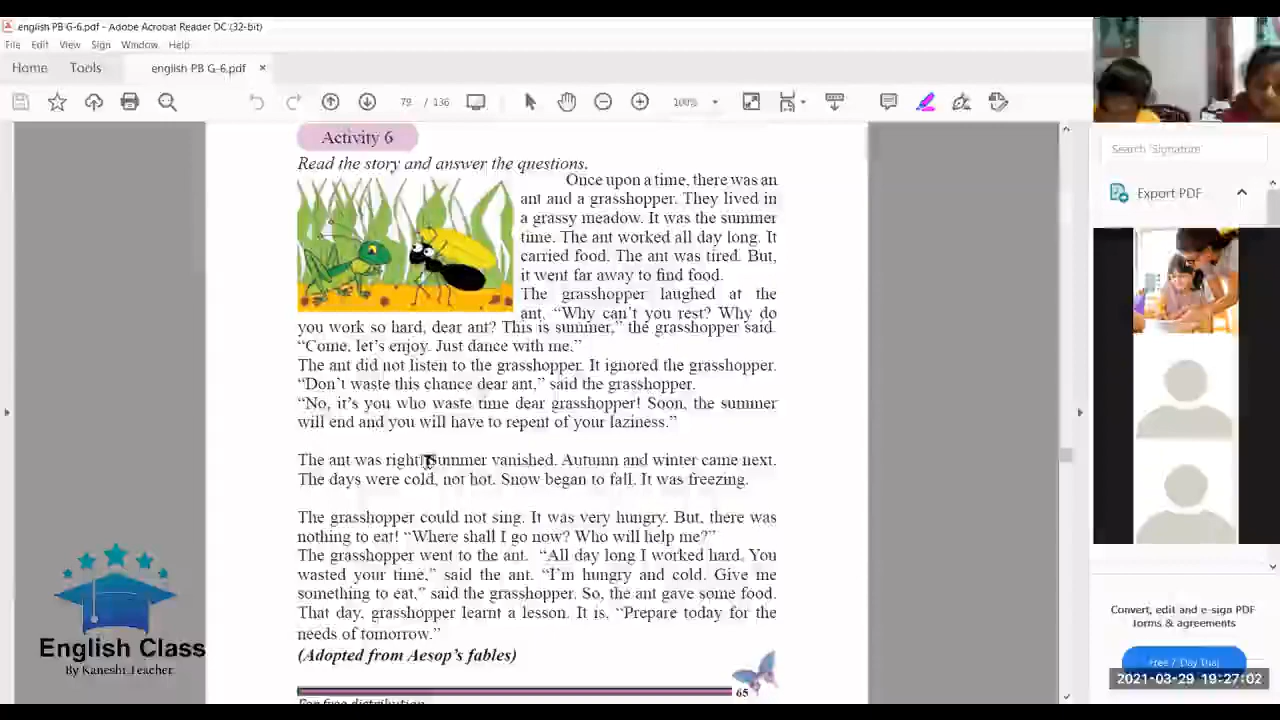 english PB G-6.pdf - Adobe Acrobat Reader DC (32-bit)
File Edit View Sign Window Help
Home Tools english PB G-6.pdf ×
79 / 136 100%
Activity 6
Read the story and answer the questions.
Once upon a time, there was an
ant and a grasshopper. They lived in
a grassy meadow. It was the summer
time. The ant worked all day long. It
carried food. The ant was tired. But,
it went far away to find food.
The grasshopper laughed at the
ant, “Why can’t you rest? Why do
you work so hard, dear ant? This is summer,” the grasshopper said.
“Come, let’s enjoy. Just dance with me.”
The ant did not listen to the grasshopper. It ignored the grasshopper.
“Don’t waste this chance dear ant,” said the grasshopper.
“No, it’s you who waste time dear grasshopper! Soon, the summer
will end and you will have to repent of your laziness.”
The ant was right! Summer vanished. Autumn and winter came next.
The days were cold, not hot. Snow began to fall. It was freezing.
The grasshopper could not sing. It was very hungry. But, there was
nothing to eat! “Where shall I go now? Who will help me?”
The grasshopper went to the ant. “All day long I worked hard. You
wasted your time,” said the ant. “I’m hungry and cold. Give me
something to eat,” said the grasshopper. So, the ant gave some food.
That day, grasshopper learnt a lesson. It is, “Prepare today for the
needs of tomorrow.”
(Adopted from Aesop’s fables)
65
For free distribution
English Class
By Kaneshi Teacher
Search 'Signature'
Export PDF
Convert, edit and e-sign PDF
forms & agreements
Free 7-Day Trial
2021-03-29 19:27:02